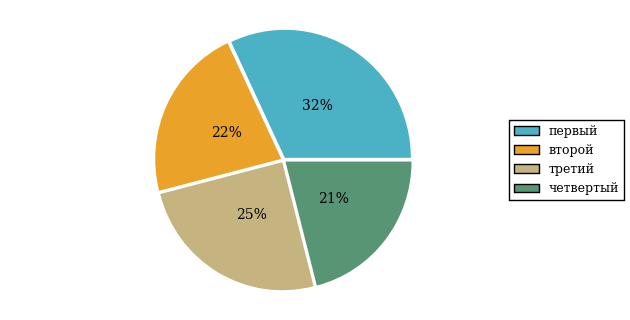 32%
22%
25%
21%
первый
второй
третий
четвертый